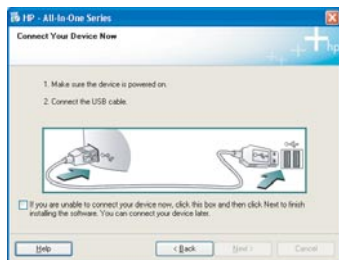 HP - All-In-One Series
Connect Your Device Now
hp
1. Make sure the device is powered on.
2. Connect the USB cable.
If you are unable to connect your device now, click this box and then click Next to finish
installing the software. You can connect your device later.
Help
< Back
Next >
Cancel